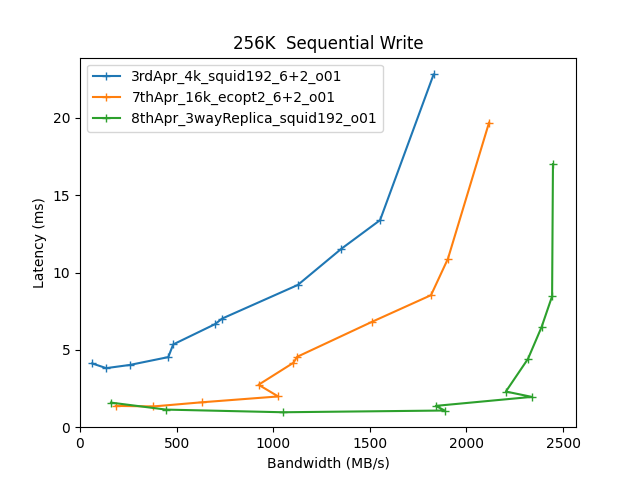 256K  Sequential Write
3rdApr_4k_squid192_6+2_o01
7thApr_16k_ecopt2_6+2_o01
8thApr_3wayReplica_squid192_o01
Latency (ms)
20
15
10
5
0
0 500 1000 1500 2000 2500
Bandwidth (MB/s)